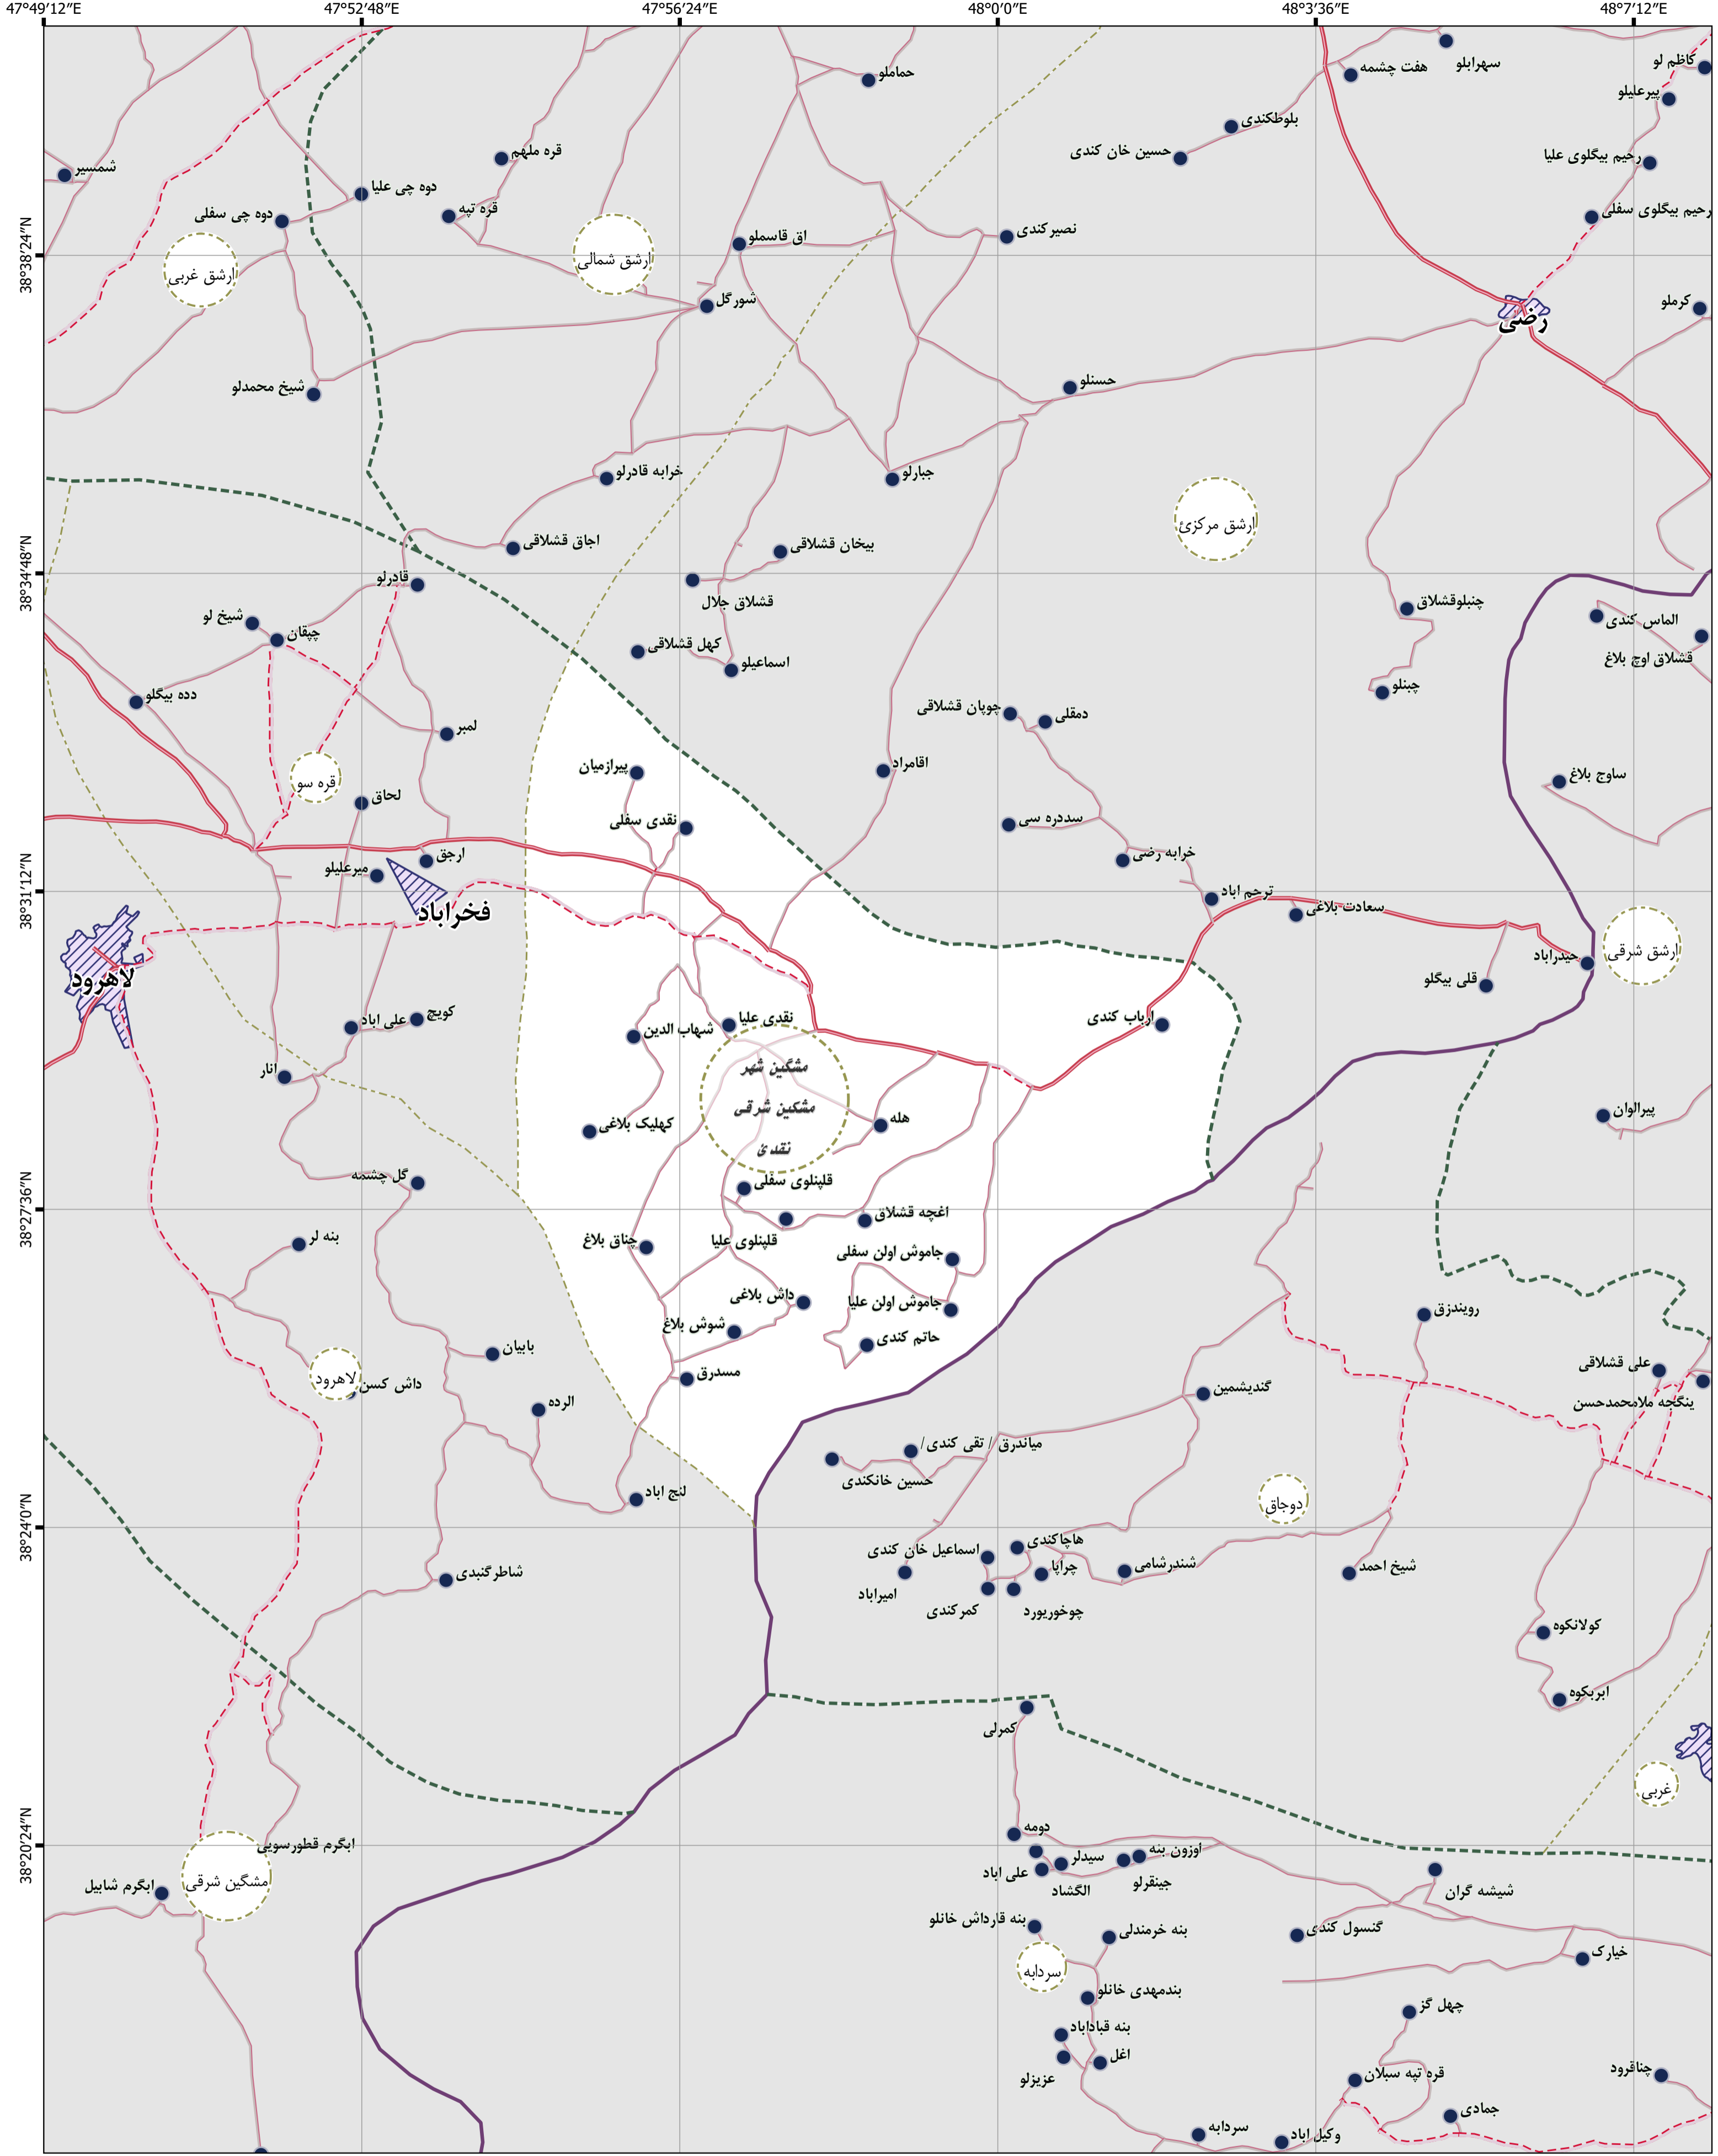 47°49′12″E 47°52′48″E 47°56′24″E 48°0′0″E 48°3′36″E 48°7′12″E
سهرابلو
کاظم لو
هفت چشمه
حماملو
پیرعلیلو
بلوطکندی
قره ملهم
حسین خان کندی
رحیم بیگلوی علیا
شمسیر
دوه چی علیا
قره تپه
دوه چی سفلی
رحیم بیگلوی سفلی
نصیرکندی
اق قاسملو
38°38′24″N
ارشق شمالی
ارشق غربی
شورگل
کرملو
رضی
حسنلو
شیخ محمدلو
خرابه قادرلو
جبارلو
ارشق مرکزئ
اجاق قشلاقی
بیخان قشلاقی
38°34′48″N
قادرلو
قشلاق جلال
چنبلوقشلاق
شیخ لو
الماس کندی
چپقان
کهل قشلاقی
قشلاق اوچ بلاغ
اسماعیلو
چبنلو
دده بیگلو
چوپان قشلاقی
دمقلی
لمبر
پیرازمیان
اقامراد
ساوج بلاغ
قره سو
لحاق
نقدی سفلی
سددره سی
ارجق
خرابه رضی
میرعلیلو
38°31′12″N
ترجم اباد
سعادت بلاغی
فخراباد
ارشق شرقی
حیدراباد
لاهرود
قلی بیگلو
کویج
علی اباد
نقدی علیا
شهاب الدین
ارباب کندی
انار
مشگین شهر
مشکین شرقی
نقدئ
پیرالوان
هله
کهلیک بلاغی
گل چشمه
قلپنلوی سفلی
38°27′36″N
اغچه قشلاق
بنه لر
چناق بلاغ
قلپنلوی علیا
جاموش اولن سفلی
داش بلاغی
جاموش اولن علیا
رویندزق
شوش بلاغ
حاتم کندی
بابیان
علی قشلاقی
لاهرود
داش کسن
مسدرق
گندیشمین
الرده
ینگجه ملامحمدحسن
میاندرق / تقی کندی /
حسین خانکندی
لنج اباد
دوجاق
38°24′0″N
هاچاکندی
اسماعیل خان کندی
شاطرگنبدی
امیراباد
چراپا
شندرشامی
شیخ احمد
کمرکندی
چوخوریورد
کولانکوه
ابربکوه
کمرلی
غربی
38°20′24″N
دومه
ابگرم قطورسویی
اوزون بنه
سیدلر
علی اباد
الگشاد
جینقرلو
مشگین شرقی
ابگرم شابیل
شیشه گران
بنه قارداش خانلو
بنه خرمندلی
گنسول کندی
خیارک
سردابه
بندمهدی خانلو
چهل گز
بنه قباداباد
اغل
عزیزلو
قره تپه سبلان
چناقرود
جمادی
سردابه
وکیل اباد